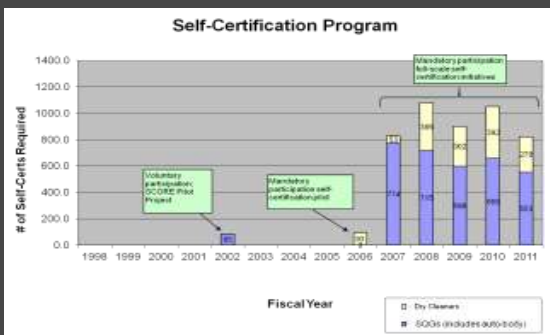 Self-Certification Program
# of Self-Certs Required
1400.0
1200.0
1000.0
800.0
600.0
400.0
200.0
0.0
Voluntary
participation:
SCORE Pilot
Project
Mandatory
participation self-
certification pilot
Mandatory participation
full-scale self-
certification initiatives
774
715
362
1998 1999 2000 2001 2002 2003 2004 2005 2006 2007 2008 2009 2010 2011
Fiscal Year
Dry Cleaners
SQGs (includes auto-body)